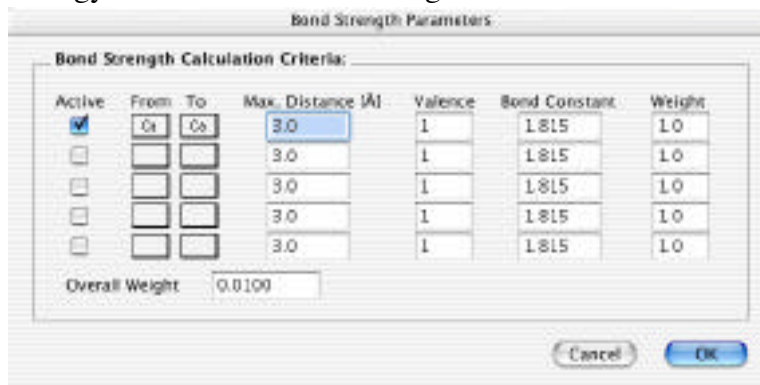 Bond Strength Parameters
Bond Strength Calculation Criteria:
Active From To Max. Distance [Å] Valence Bond Constant Weight
3.0 1 1.815 1.0
3.0 1 1.815 1.0
3.0 1 1.815 1.0
3.0 1 1.815 1.0
3.0 1 1.815 1.0
Overall Weight 0.0100
Cancel OK